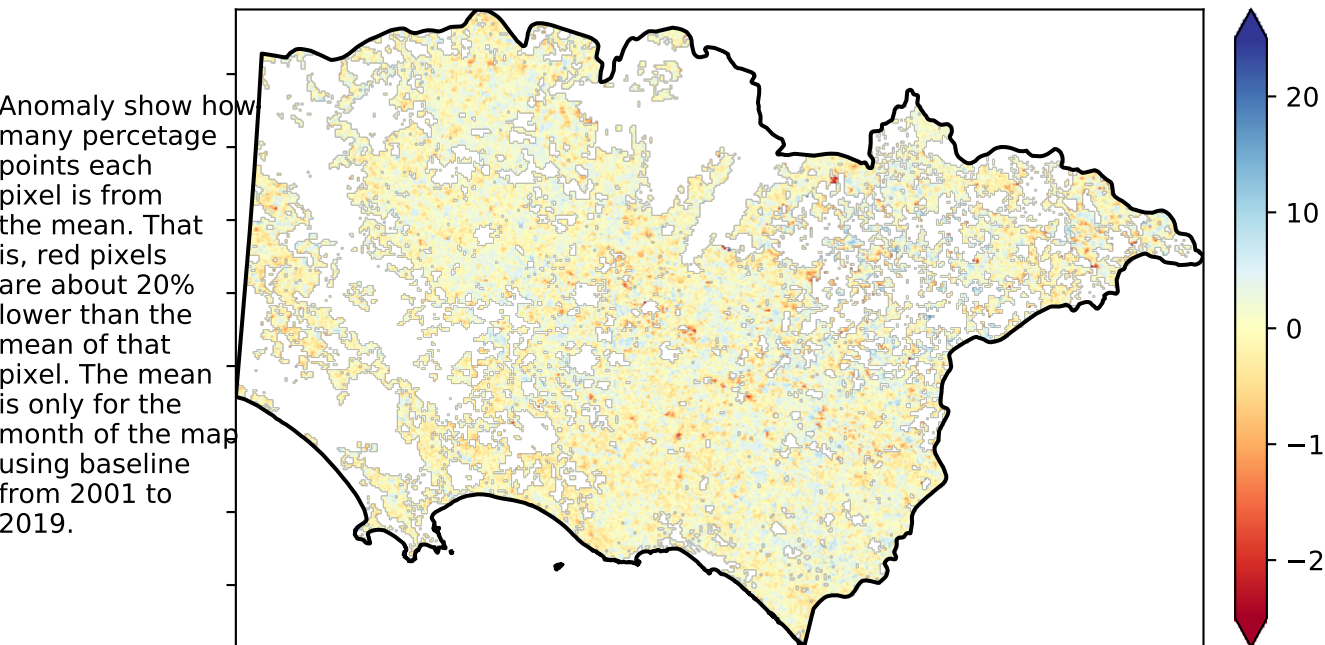 Anomaly show how
many percetage
points each
pixel is from
the mean. That
is, red pixels
are about 20%
lower than the
mean of that
pixel. The mean
is only for the
month of the map
using baseline
from 2001 to
2019.
20
10
0
−1
−2